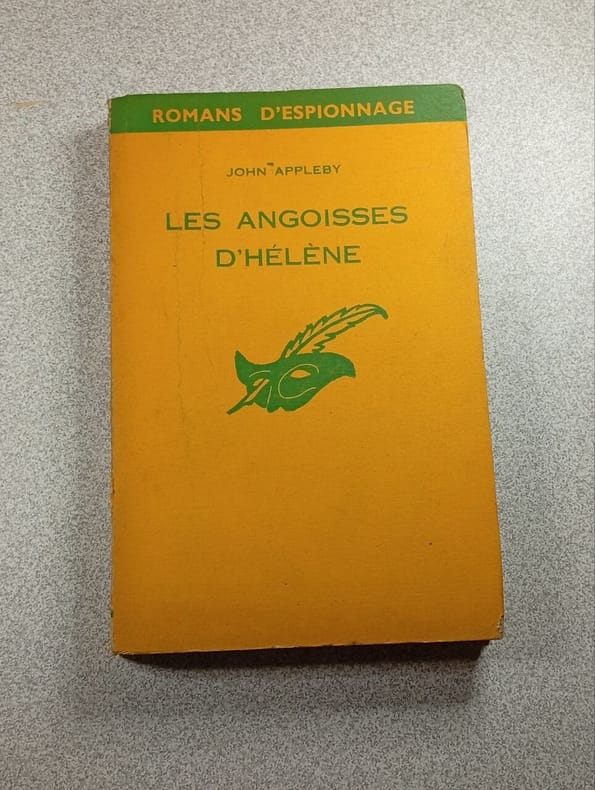 ROMANS D'ESPIONNAGE
JOHN APPLEBY
LES ANGOISSES
D'HÉLÈNE